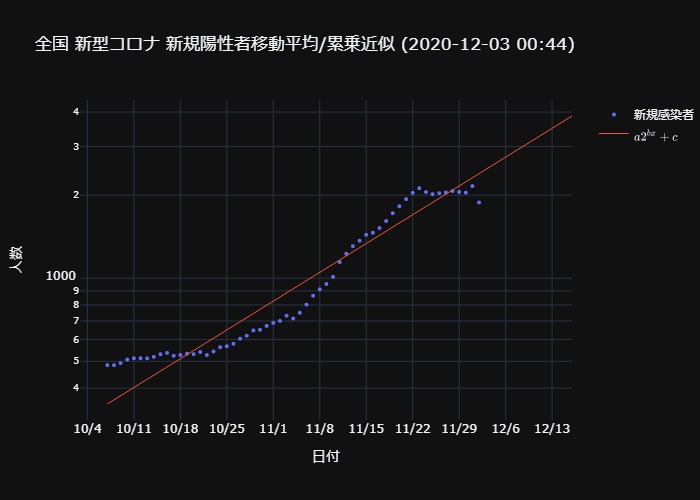 全国 新型コロナ 新規陽性者移動平均/累乗近似 (2020-12-03 00:44)
新規感染者
a2^{bx} + c
人数
4
3
2
1000
9
8
7
6
5
4
10/4 10/11 10/18 10/25 11/1 11/8 11/15 11/22 11/29 12/6 12/13
日付